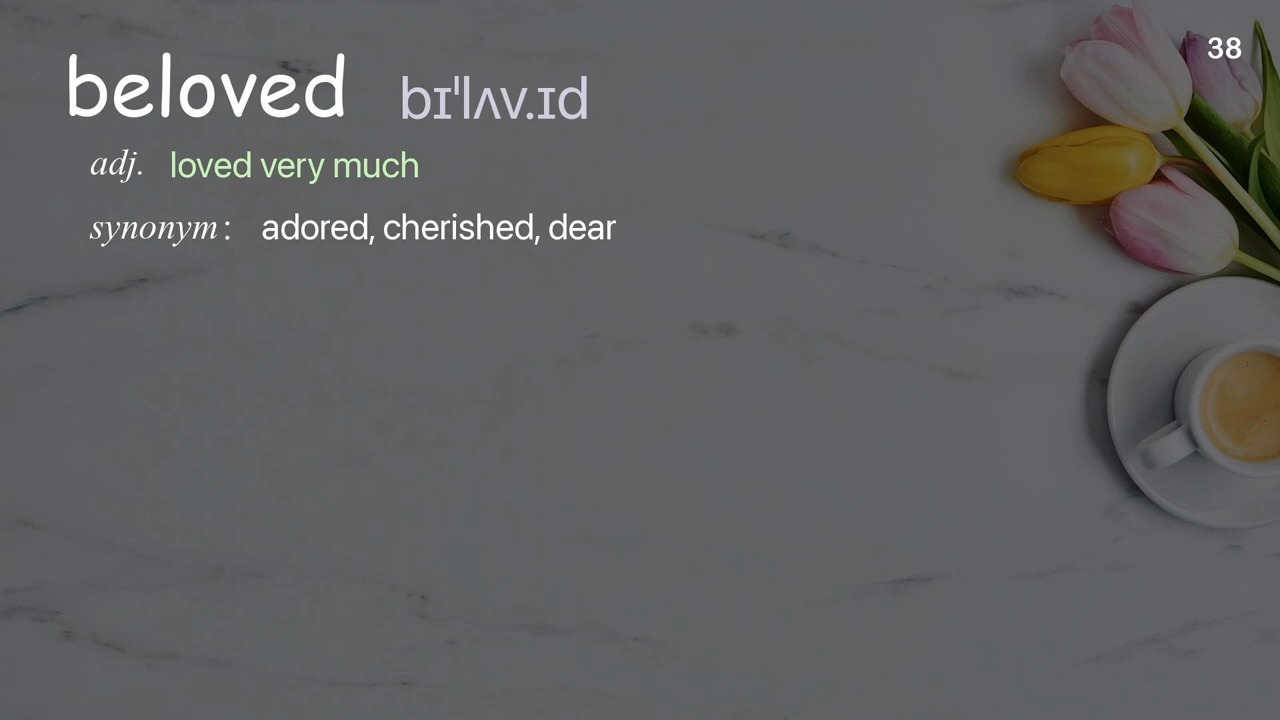 38
beloved bɪˈlʌv.ɪd
adj. loved very much
synonym: adored, cherished, dear